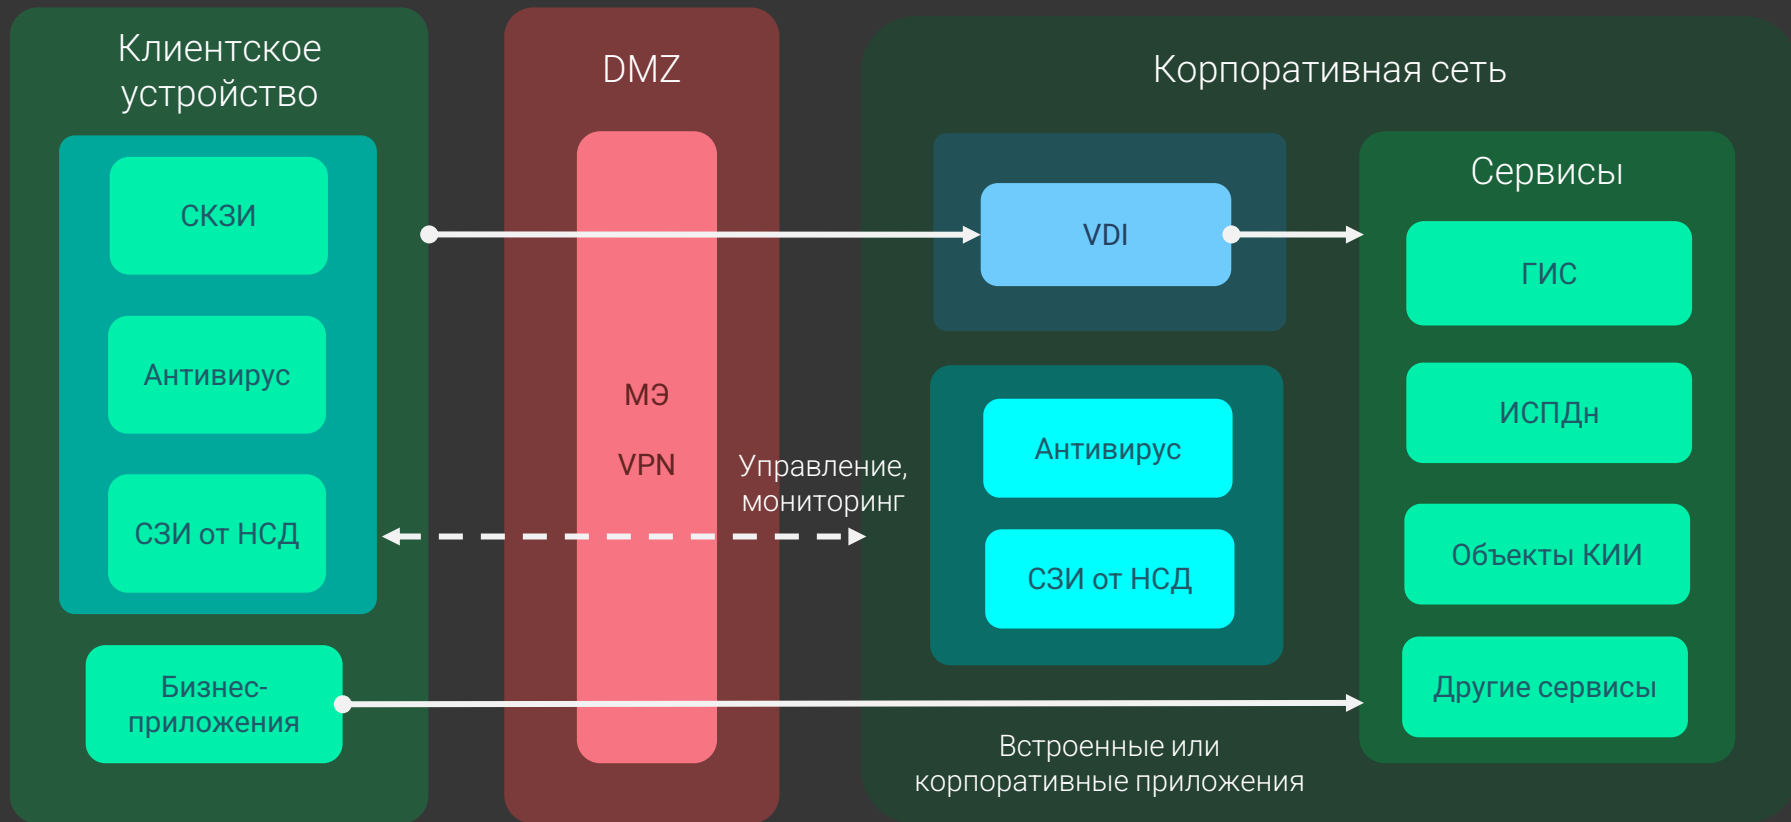 Клиентское
устройство
СКЗИ
Антивирус
СЗИ от НСД
Бизнес-
приложения
DMZ
МЭ
VPN
Управление,
мониторинг
Корпоративная сеть
VDI
Антивирус
СЗИ от НСД
Встроенные или
корпоративные приложения
Сервисы
ГИС
ИСПДн
Объекты КИИ
Другие сервисы